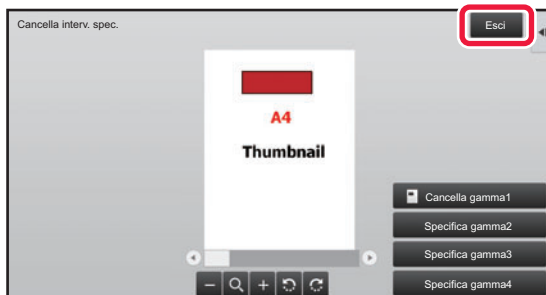 Cancella interv. spec.
Esci
A4
Thumbnail
Cancella gamma1
Specifica gamma2
Specifica gamma3
Specifica gamma4